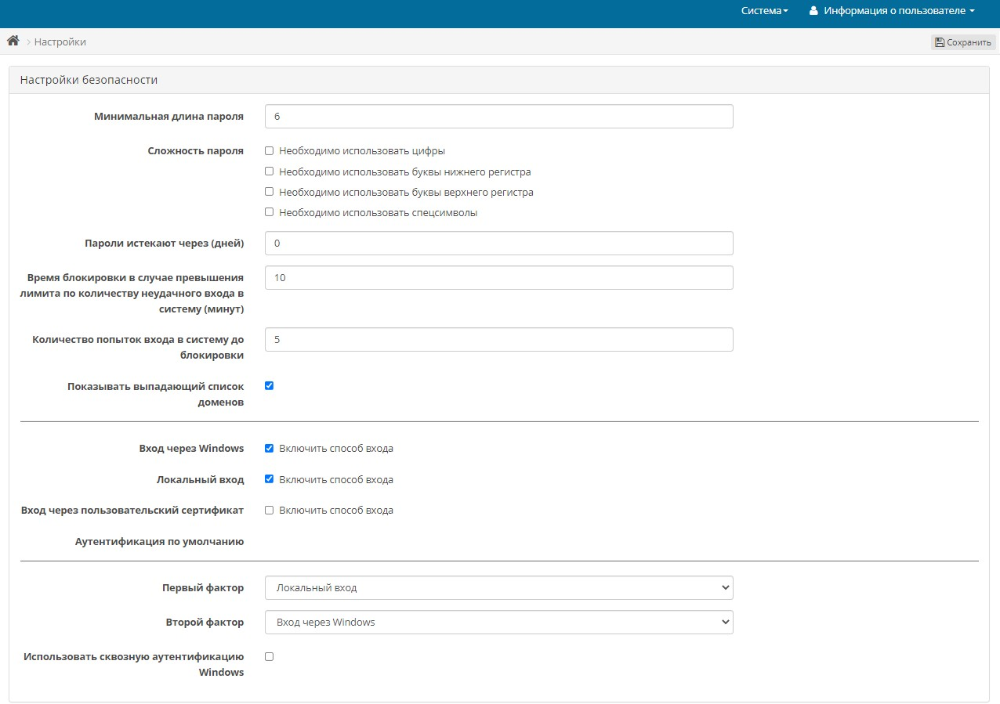 Система
Информация о пользователе
Настройки
Сохранить
Настройки безопасности
Минимальная длина пароля
6
Сложность пароля
Необходимо использовать цифры
Необходимо использовать буквы нижнего регистра
Необходимо использовать буквы верхнего регистра
Необходимо использовать спецсимволы
Пароли истекают через (дней)
0
Время блокировки в случае превышения
лимита по количеству неудачного входа в
систему (минут)
10
Количество попыток входа в систему до
блокировки
5
Показывать выпадающий список
доменов
Вход через Windows
Включить способ входа
Локальный вход
Включить способ входа
Вход через пользовательский сертификат
Включить способ входа
Аутентификация по умолчанию
Первый фактор
Локальный вход
Второй фактор
Вход через Windows
Использовать сквозную аутентификацию
Windows